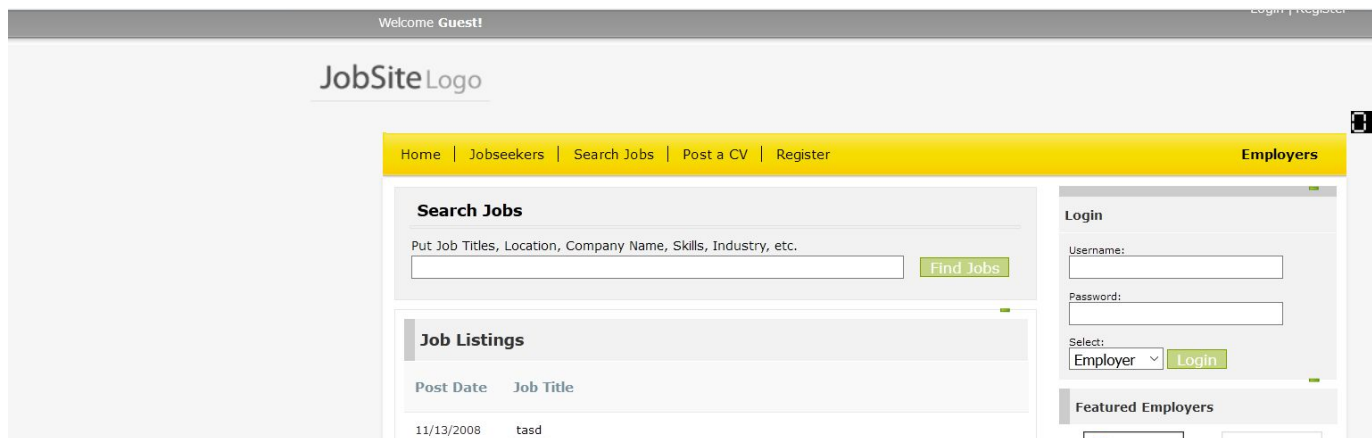 Login | Register
Welcome Guest!
JobSite Logo
Home | Jobseekers | Search Jobs | Post a CV | Register
Employers
Search Jobs
Put Job Titles, Location, Company Name, Skills, Industry, etc.
Find Jobs
Job Listings
Post Date Job Title
11/13/2008 tasd
Login
Username:
Password:
Select:
Employer Login
Featured Employers